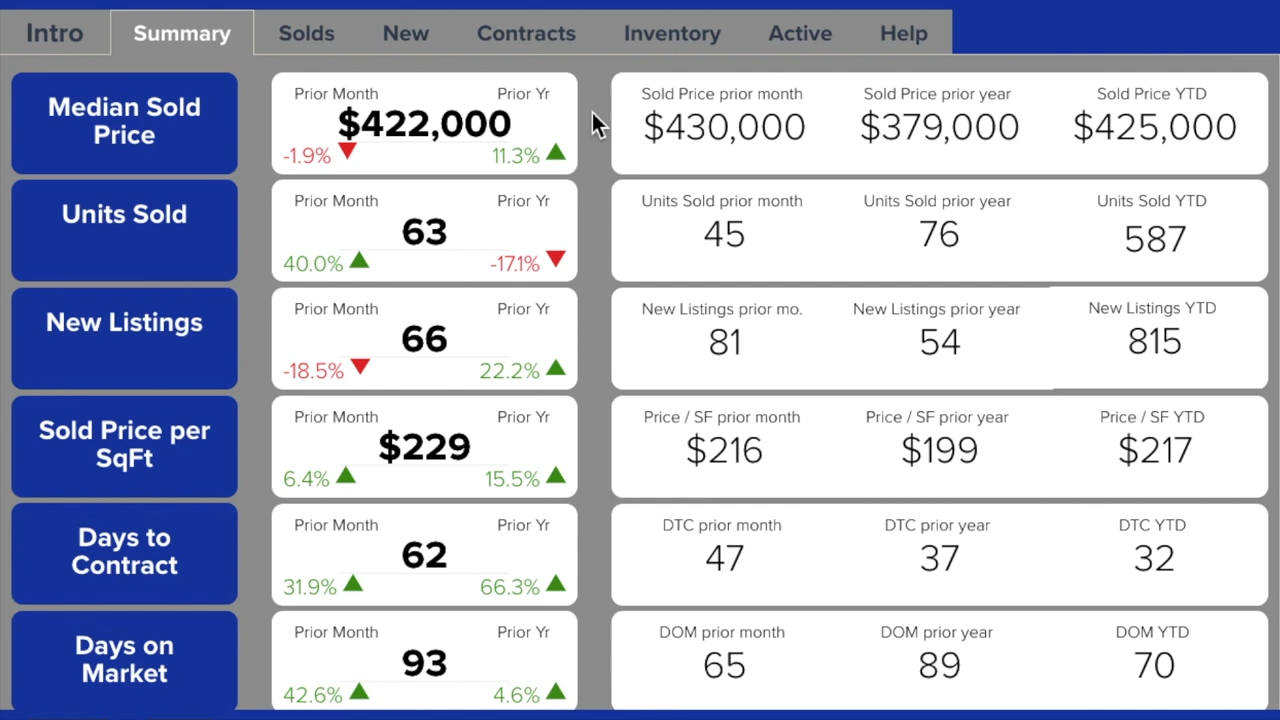 Intro Summary Solds New Contracts Inventory Active Help
Median Sold
Price
Prior Month Prior Yr
$422,000
-1.9% 11.3%
Sold Price prior month Sold Price prior year Sold Price YTD
$430,000 $379,000 $425,000
Units Sold
Prior Month Prior Yr
63
40.0% -17.1%
Units Sold prior month Units Sold prior year Units Sold YTD
45 76 587
New Listings
Prior Month Prior Yr
66
-18.5% 22.2%
New Listings prior mo. New Listings prior year New Listings YTD
81 54 815
Sold Price per
SqFt
Prior Month Prior Yr
$229
6.4% 15.5%
Price / SF prior month Price / SF prior year Price / SF YTD
$216 $199 $217
Days to
Contract
Prior Month Prior Yr
62
31.9% 66.3%
DTC prior month DTC prior year DTC YTD
47 37 32
Days on
Market
Prior Month Prior Yr
93
42.6% 4.6%
DOM prior month DOM prior year DOM YTD
65 89 70